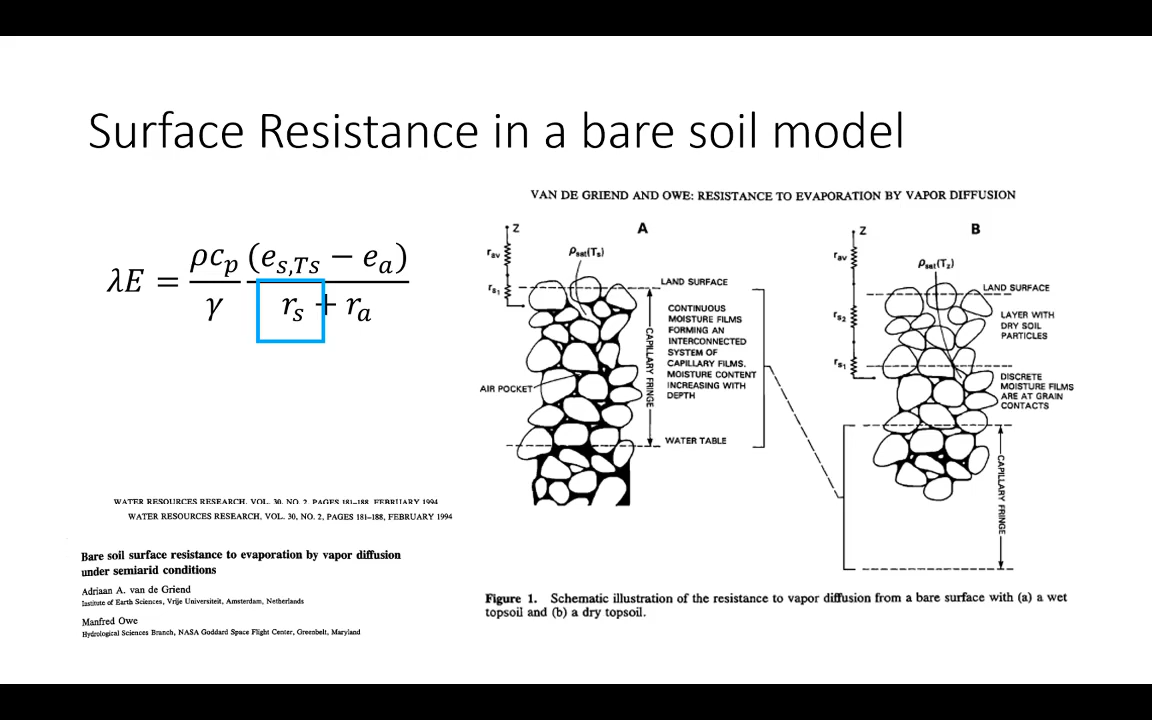 Surface Resistance in a bare soil model
λE = ρc_p/γ (e_{s,Ts} − e_a)/(r_s + r_a)
WATER RESOURCES RESEARCH, VOL. 30, NO. 2, PAGES 181–188, FEBRUARY 1994
WATER RESOURCES RESEARCH, VOL. 30, NO. 2, PAGES 181–188, FEBRUARY 1994
Bare soil surface resistance to evaporation by vapor diffusion
under semiarid conditions
Adriaan A. van de Griend
Institute of Earth Sciences, Vrije Universiteit, Amsterdam, Netherlands
Manfred Owe
Hydrological Sciences Branch, NASA Goddard Space Flight Center, Greenbelt, Maryland
VAN DE GRIEND AND OWE: RESISTANCE TO EVAPORATION BY VAPOR DIFFUSION
Z
A
r_av
ρ_sat(T_s)
r_s1
LAND SURFACE
CONTINUOUS
MOISTURE FILMS
FORMING AN
INTERCONNECTED
SYSTEM OF
CAPILLARY FILMS.
MOISTURE CONTENT
INCREASING WITH
DEPTH
CAPILLARY FRINGE
AIR POCKET
WATER TABLE
Z
B
r_av
ρ_sat(T_z)
LAND SURFACE
r_s2
LAYER WITH
DRY SOIL
PARTICLES
r_s1
DISCRETE
MOISTURE FILMS
ARE AT GRAIN
CONTACTS
CAPILLARY FRINGE
Figure 1. Schematic illustration of the resistance to vapor diffusion from a bare surface with (a) a wet
topsoil and (b) a dry topsoil.